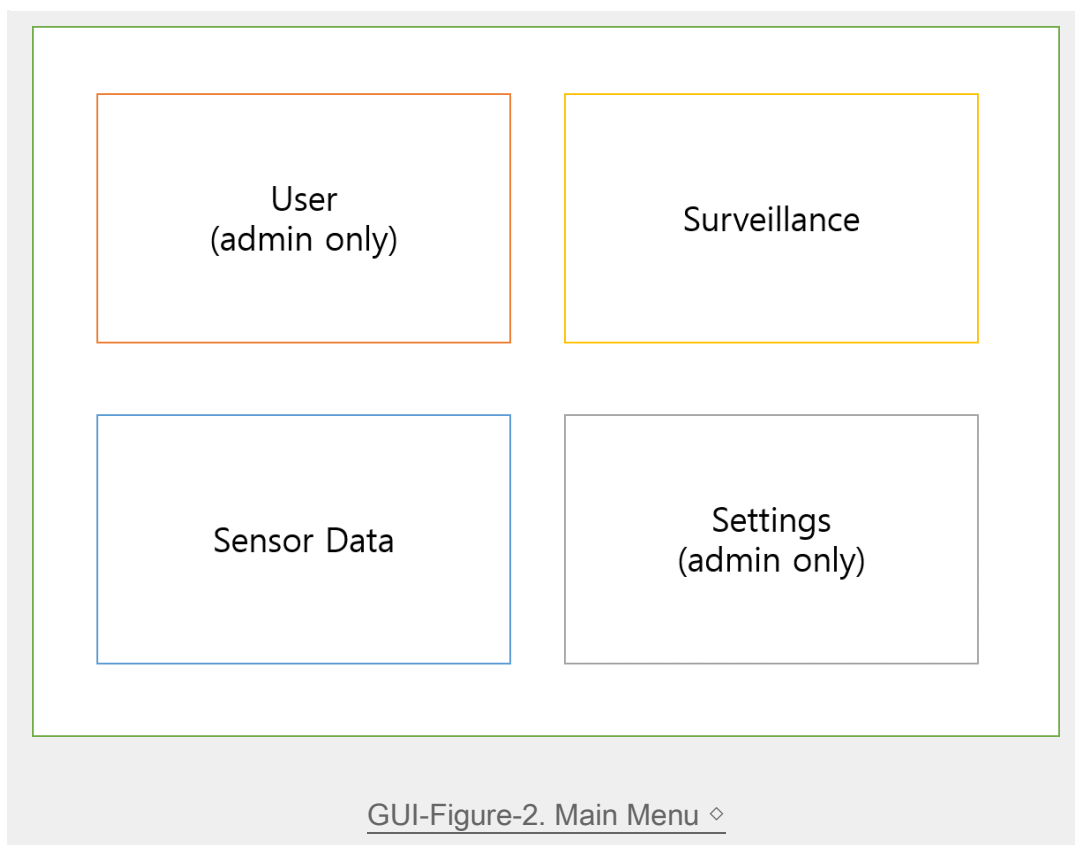 User
(admin only)
Surveillance
Sensor Data
Settings
(admin only)
GUI-Figure-2. Main Menu ◇